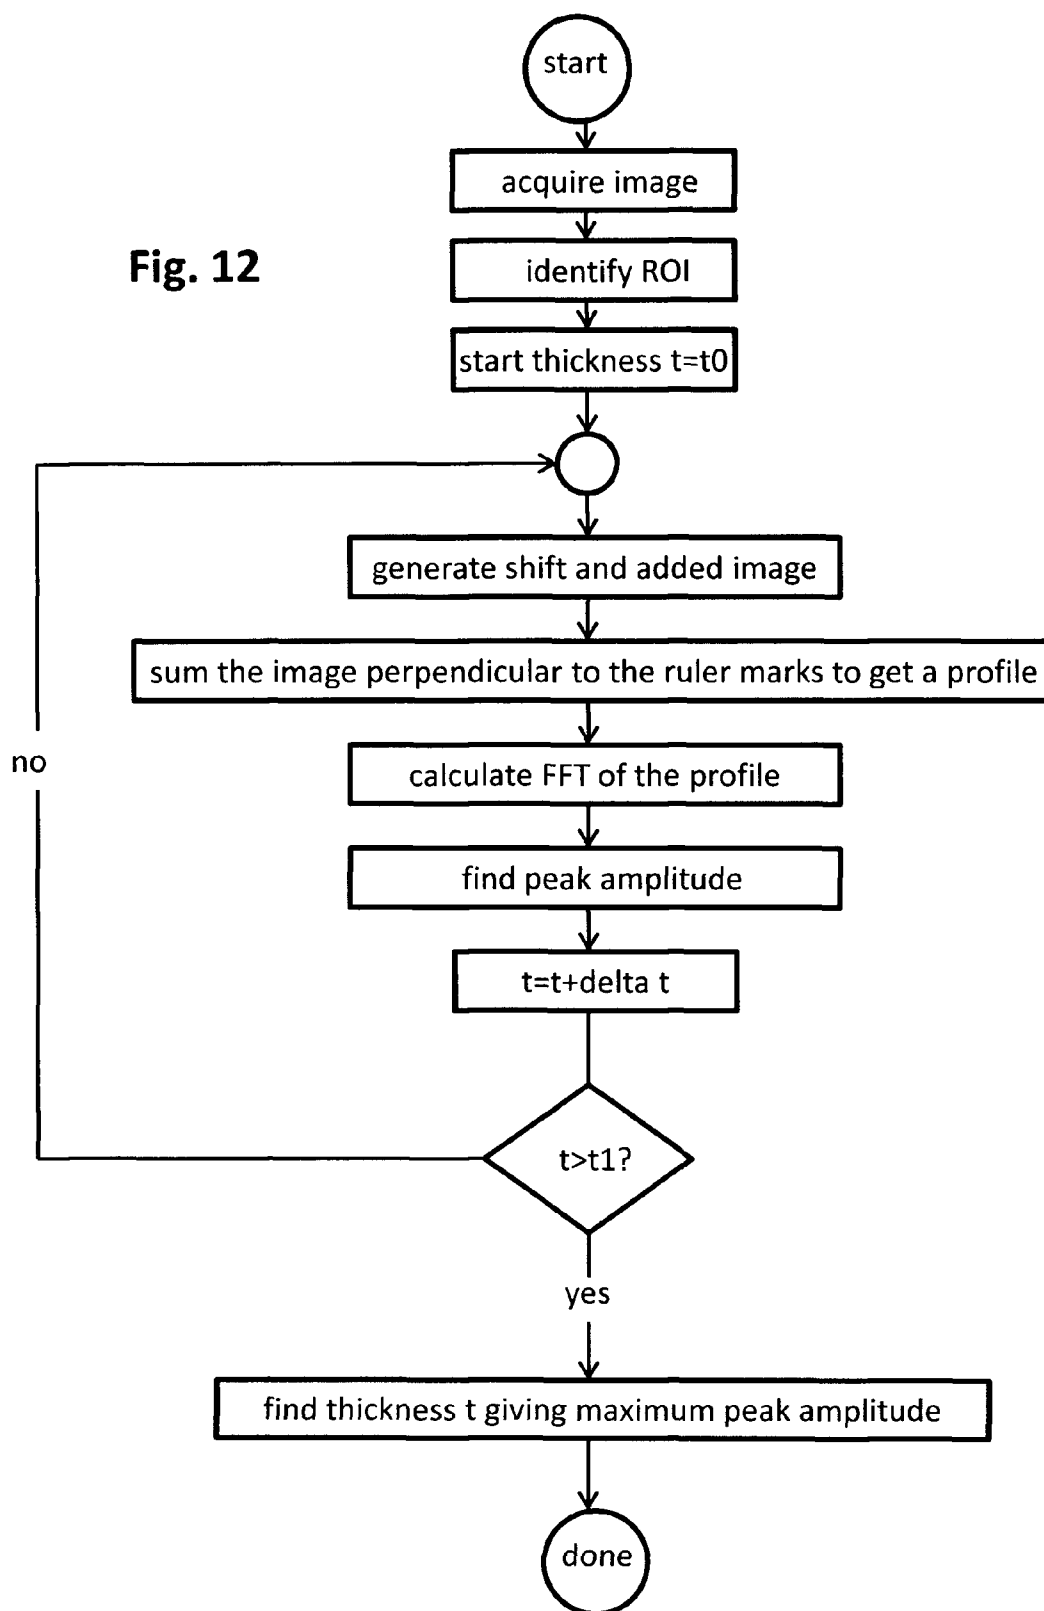 start
acquire image
Fig. 12
identify ROI
start thickness t=t0
generate shift and added image
sum the image perpendicular to the ruler marks to get a profile
no
calculate FFT of the profile
find peak amplitude
t=t+delta t
t>t1?
yes
find thickness t giving maximum peak amplitude
done